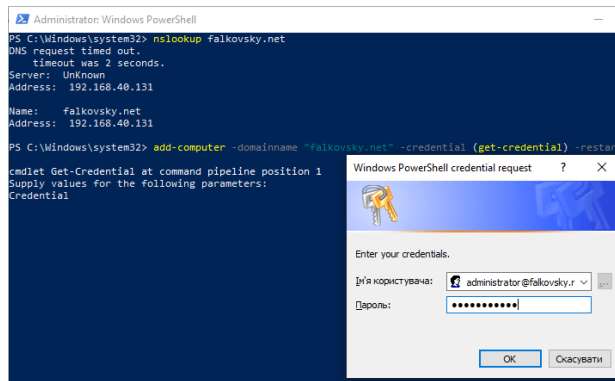 Administrator: Windows PowerShell
PS C:\Windows\system32> nslookup falkovsky.net
DNS request timed out.
timeout was 2 seconds.
Server: UnKnown
Address: 192.168.40.131
Name: falkovsky.net
Address: 192.168.40.131
PS C:\Windows\system32> add-computer -domainname "falkovsky.net" -credential (get-credential) -restar
cmdlet Get-Credential at command pipeline position 1
Supply values for the following parameters:
Credential
Windows PowerShell credential request ? X
Enter your credentials.
Ім'я користувача: administrator@falkovsky.r ...
Пароль: ●●●●●●●●●●●
OK Скасувати